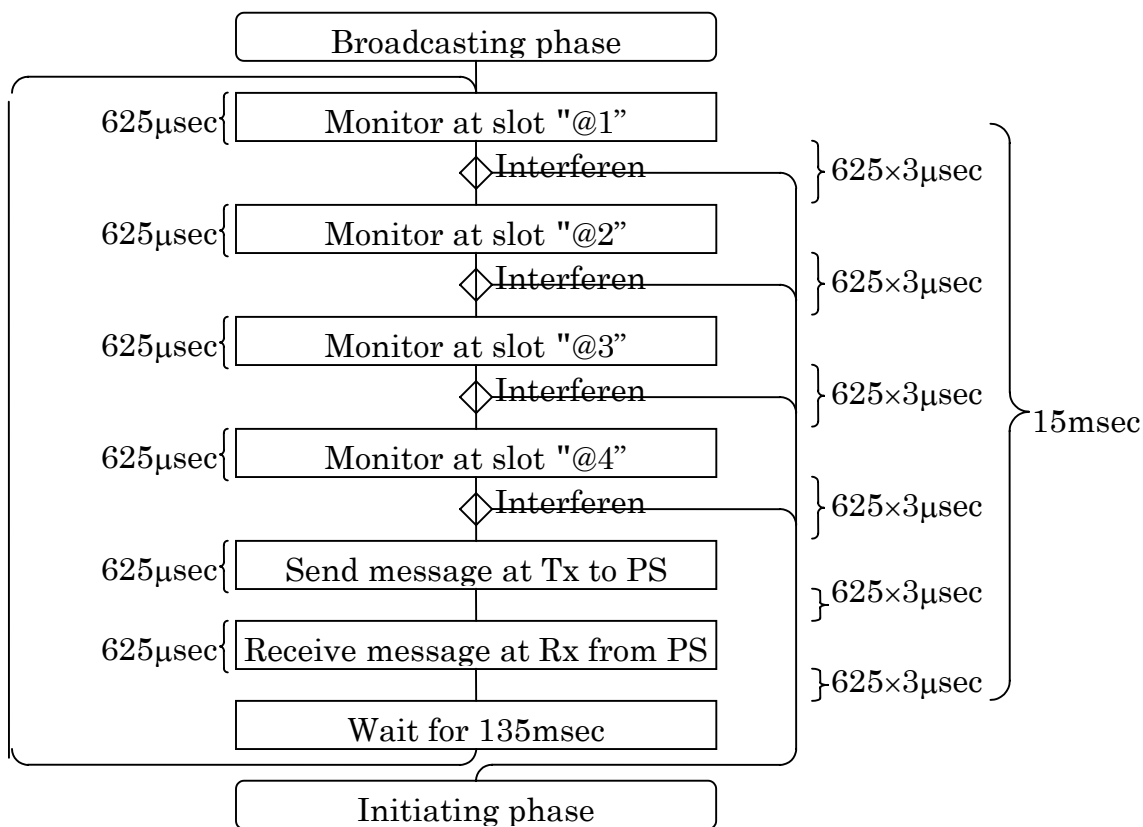 Broadcasting phase
625μsec
Monitor at slot "@1”
Interferen
625×3μsec
625μsec
Monitor at slot "@2”
Interferen
625×3μsec
625μsec
Monitor at slot "@3”
Interferen
625×3μsec
15msec
625μsec
Monitor at slot "@4”
Interferen
625×3μsec
625μsec
Send message at Tx to PS
625×3μsec
625μsec
Receive message at Rx from PS
625×3μsec
Wait for 135msec
Initiating phase